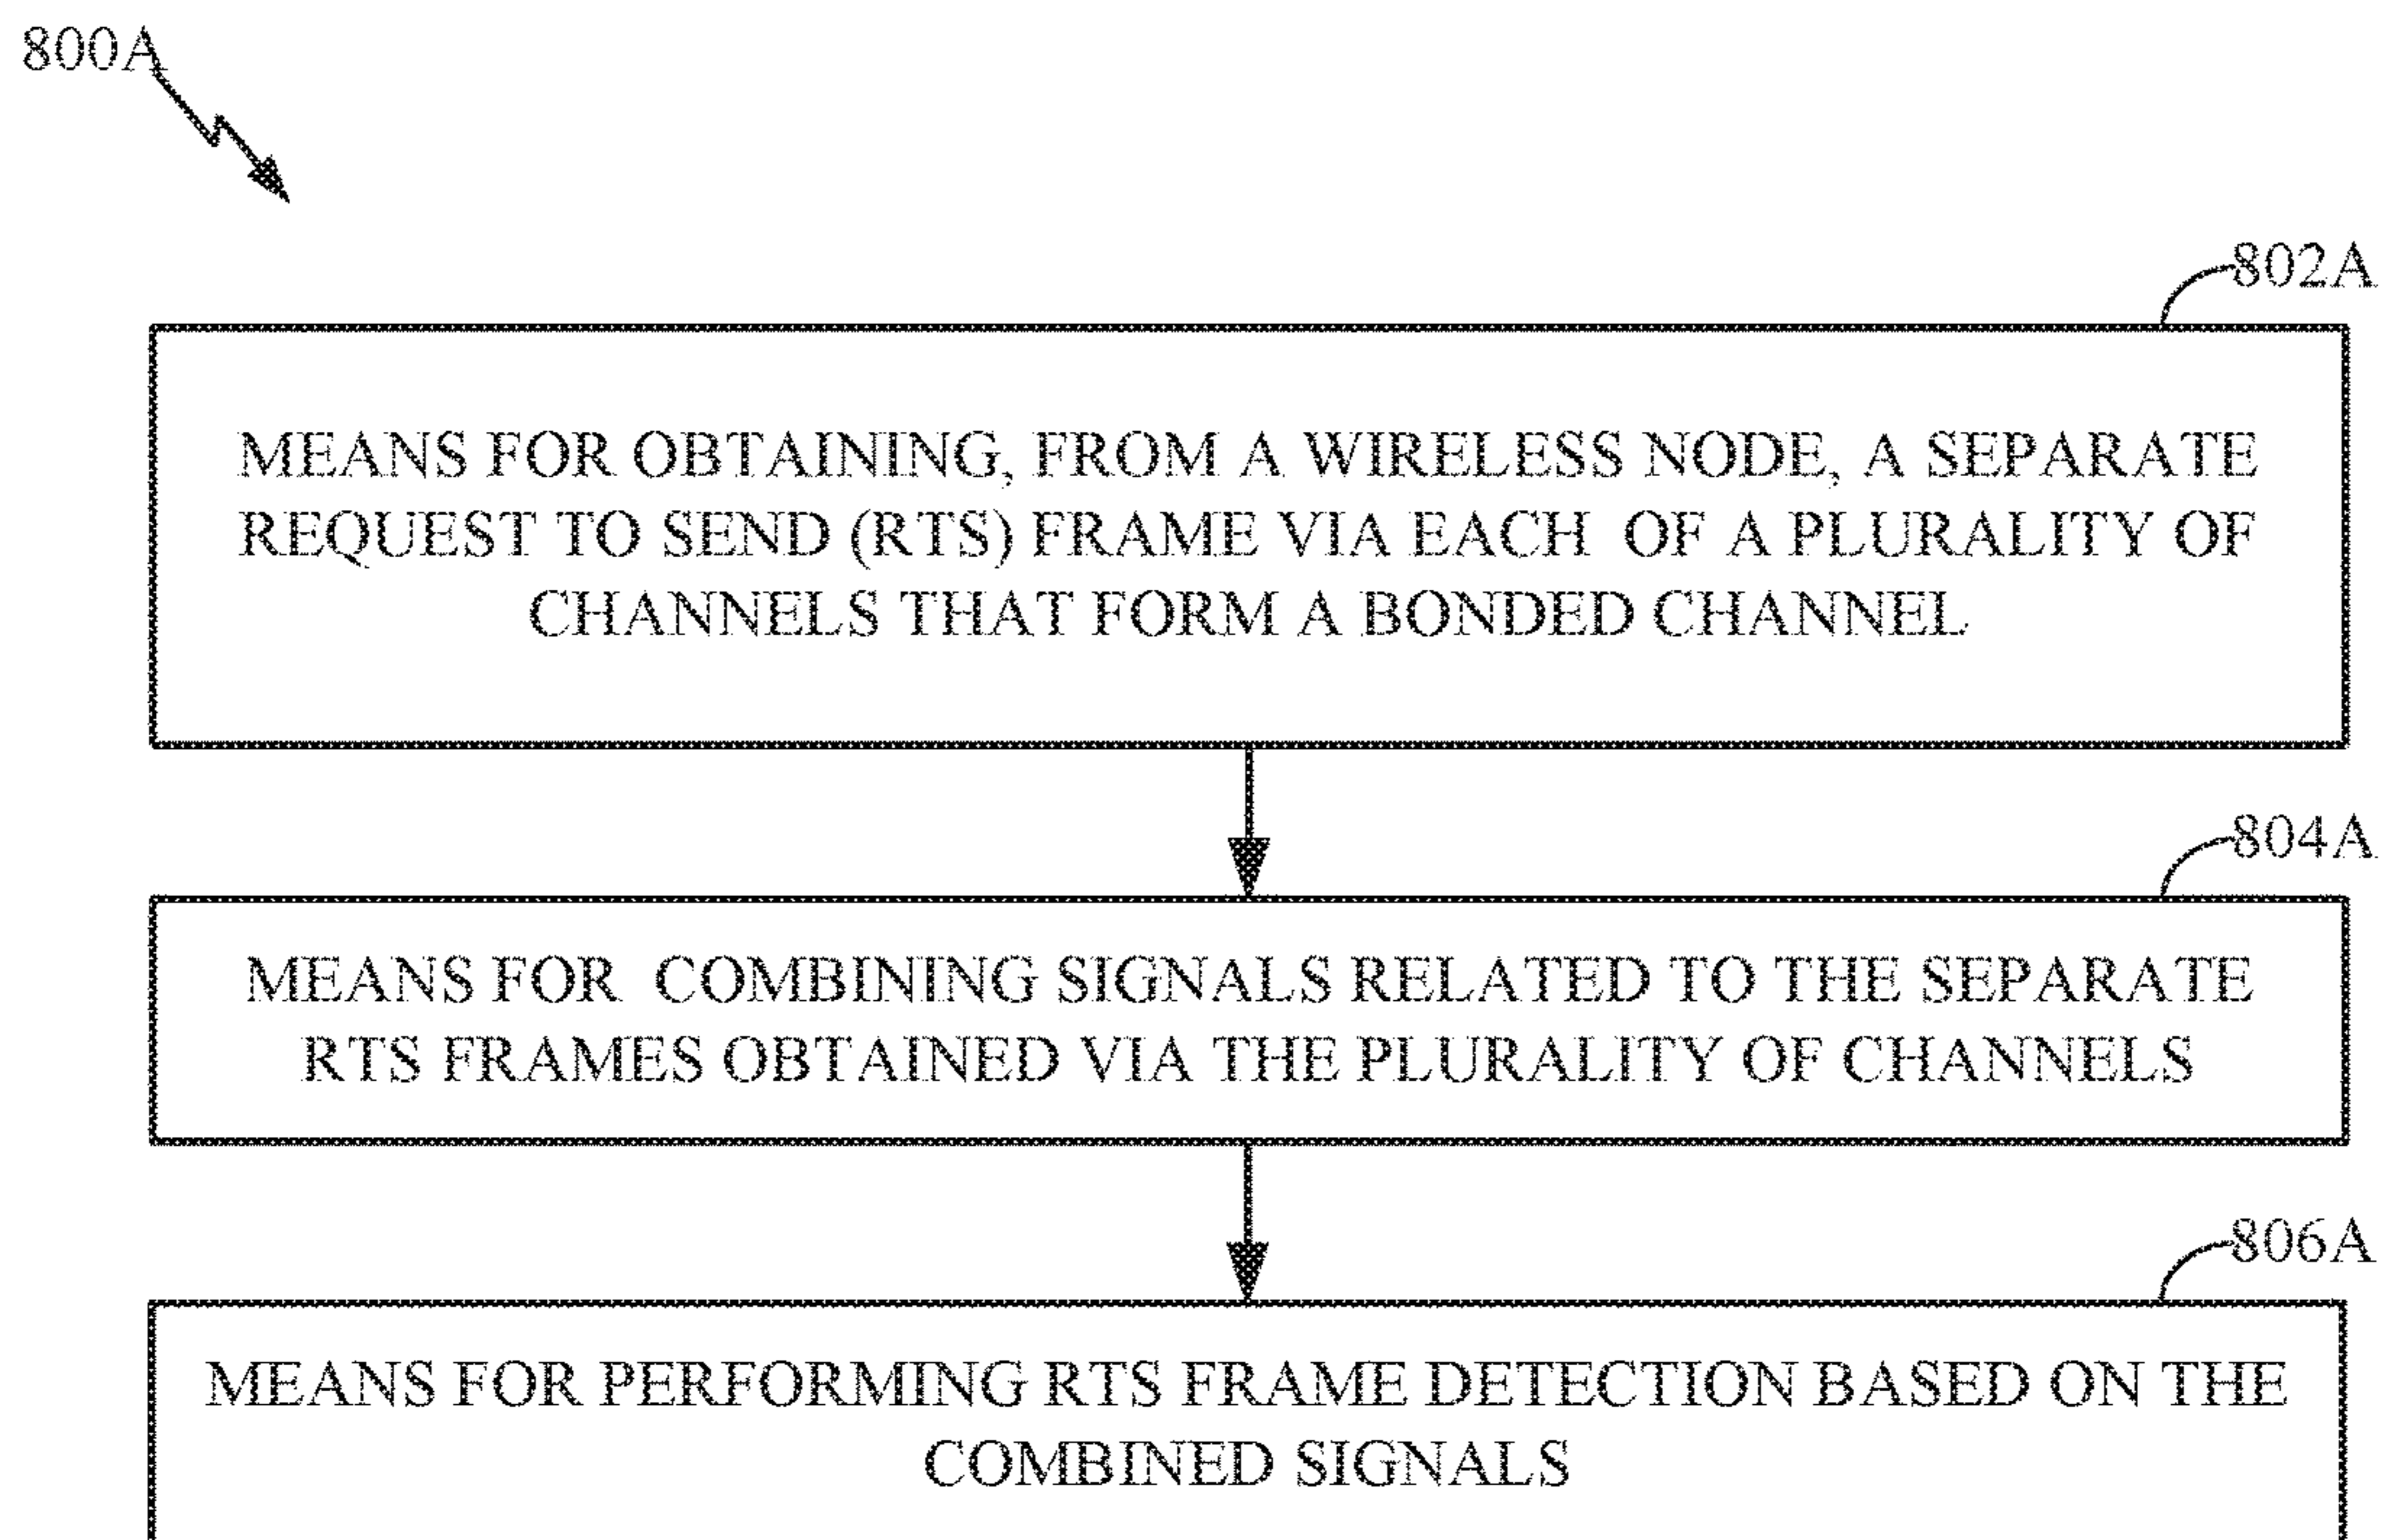 800A
802A
MEANS FOR OBTAINING, FROM A WIRELESS NODE, A SEPARATE
REQUEST TO SEND (RTS) FRAME VIA EACH OF A PLURALITY OF
CHANNELS THAT FORM A BONDED CHANNEL
804A
MEANS FOR COMBINING SIGNALS RELATED TO THE SEPARATE
RTS FRAMES OBTAINED VIA THE PLURALITY OF CHANNELS
806A
MEANS FOR PERFORMING RTS FRAME DETECTION BASED ON THE
COMBINED SIGNALS